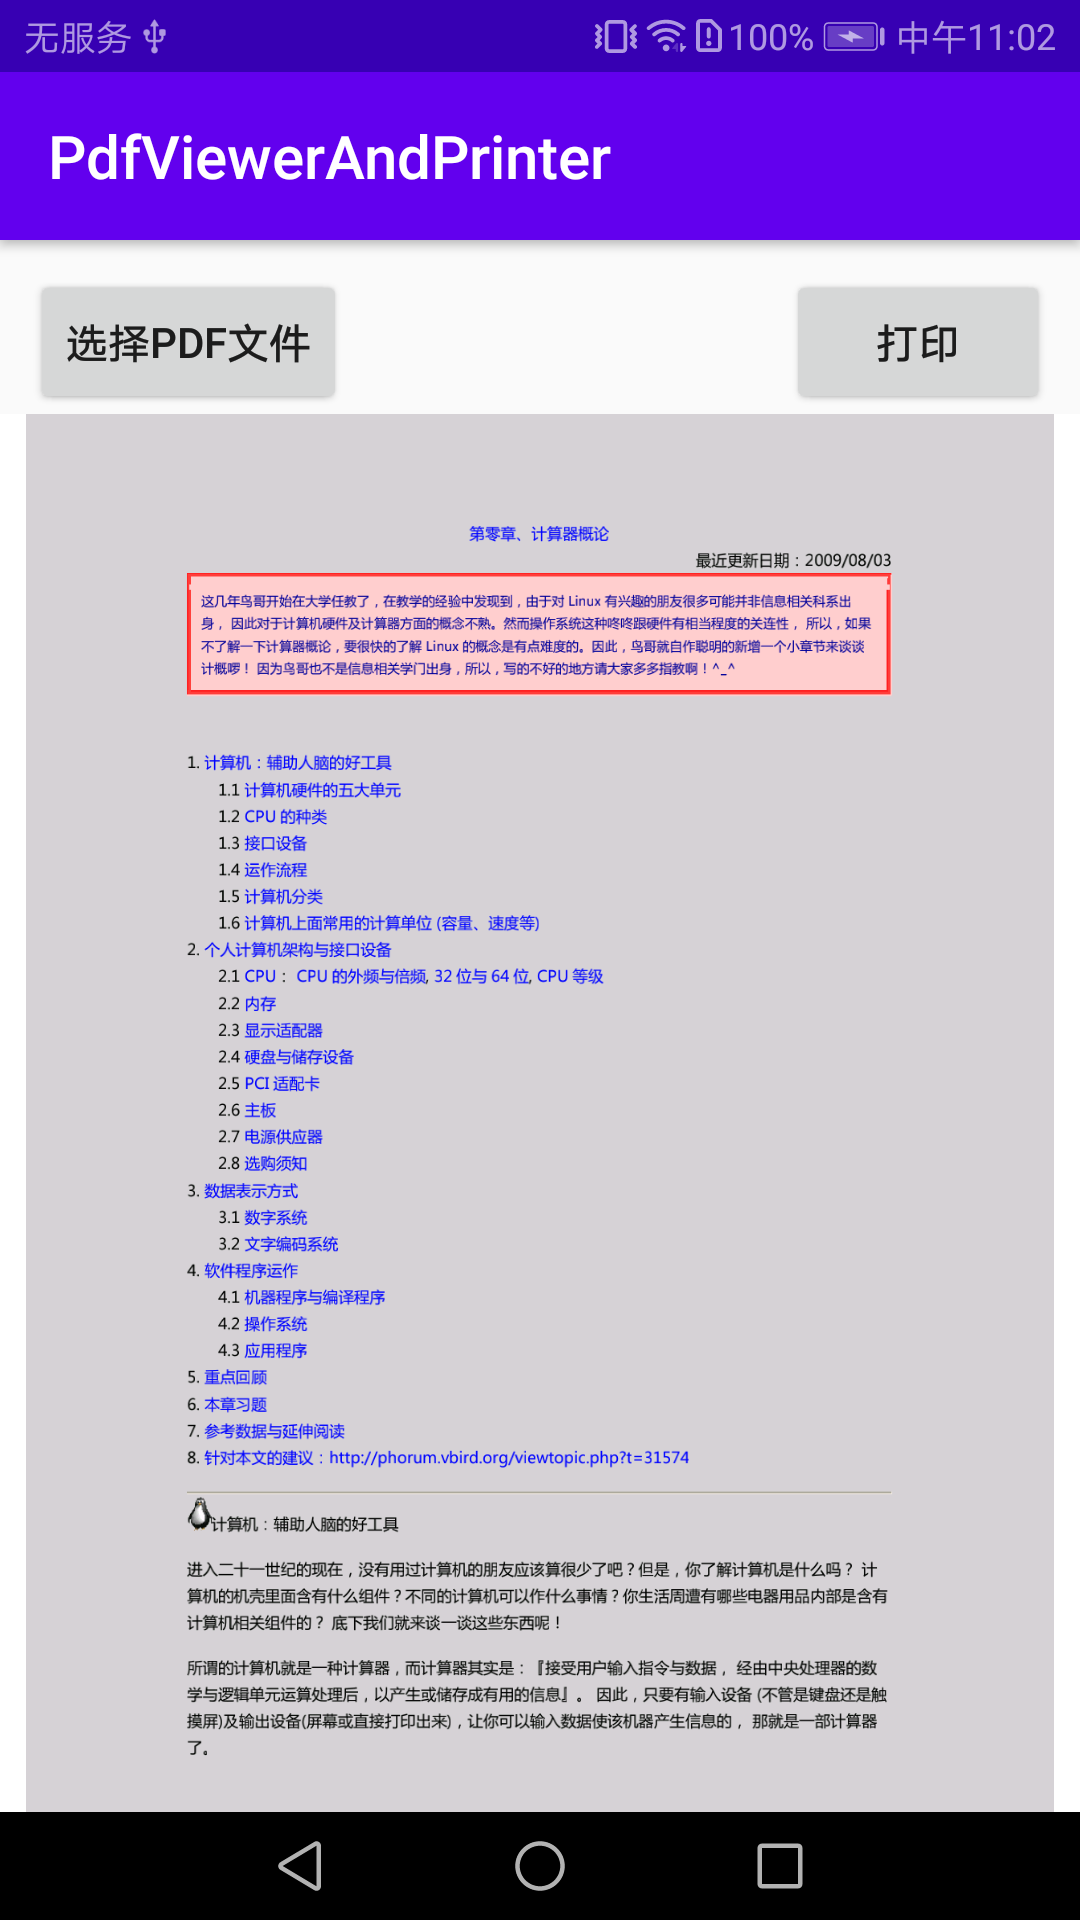 无服务 100% 中午11:02
PdfViewerAndPrinter
选择PDF文件 打印
第零章、计算器概论
最近更新日期：2009/08/03
这几年鸟哥开始在大学任教了，在教学的经验中发现到，由于对 Linux 有兴趣的朋友很多可能并非信息相关科系出
身， 因此对于计算机硬件及计算器方面的概念不熟。然而操作系统这种咚咚跟硬件有相当程度的关连性， 所以，如果
不了解一下计算器概论，要很快的了解 Linux 的概念是有点难度的。因此，鸟哥就自作聪明的新增一个小章节来谈谈
计概啰！ 因为鸟哥也不是信息相关学门出身，所以，写的不好的地方请大家多多指教啊！^_^
1. 计算机：辅助人脑的好工具
1.1 计算机硬件的五大单元
1.2 CPU 的种类
1.3 接口设备
1.4 运作流程
1.5 计算机分类
1.6 计算机上面常用的计算单位 (容量、速度等)
2. 个人计算机架构与接口设备
2.1 CPU： CPU 的外频与倍频, 32 位与 64 位, CPU 等级
2.2 内存
2.3 显示适配器
2.4 硬盘与储存设备
2.5 PCI 适配卡
2.6 主板
2.7 电源供应器
2.8 选购须知
3. 数据表示方式
3.1 数字系统
3.2 文字编码系统
4. 软件程序运作
4.1 机器程序与编译程序
4.2 操作系统
4.3 应用程序
5. 重点回顾
6. 本章习题
7. 参考数据与延伸阅读
8. 针对本文的建议：http://phorum.vbird.org/viewtopic.php?t=31574
计算机：辅助人脑的好工具
进入二十一世纪的现在，没有用过计算机的朋友应该算很少了吧？但是，你了解计算机是什么吗？ 计
算机的机壳里面含有什么组件？不同的计算机可以作什么事情？你生活周遭有哪些电器用品内部是含有
计算机相关组件的？ 底下我们就来谈一谈这些东西呢！
所谓的计算机就是一种计算器，而计算器其实是：『接受用户输入指令与数据， 经由中央处理器的数
学与逻辑单元运算处理后，以产生或储存成有用的信息』。 因此，只要有输入设备 (不管是键盘还是触
摸屏)及输出设备(屏幕或直接打印出来)，让你可以输入数据使该机器产生信息的， 那就是一部计算器
了。